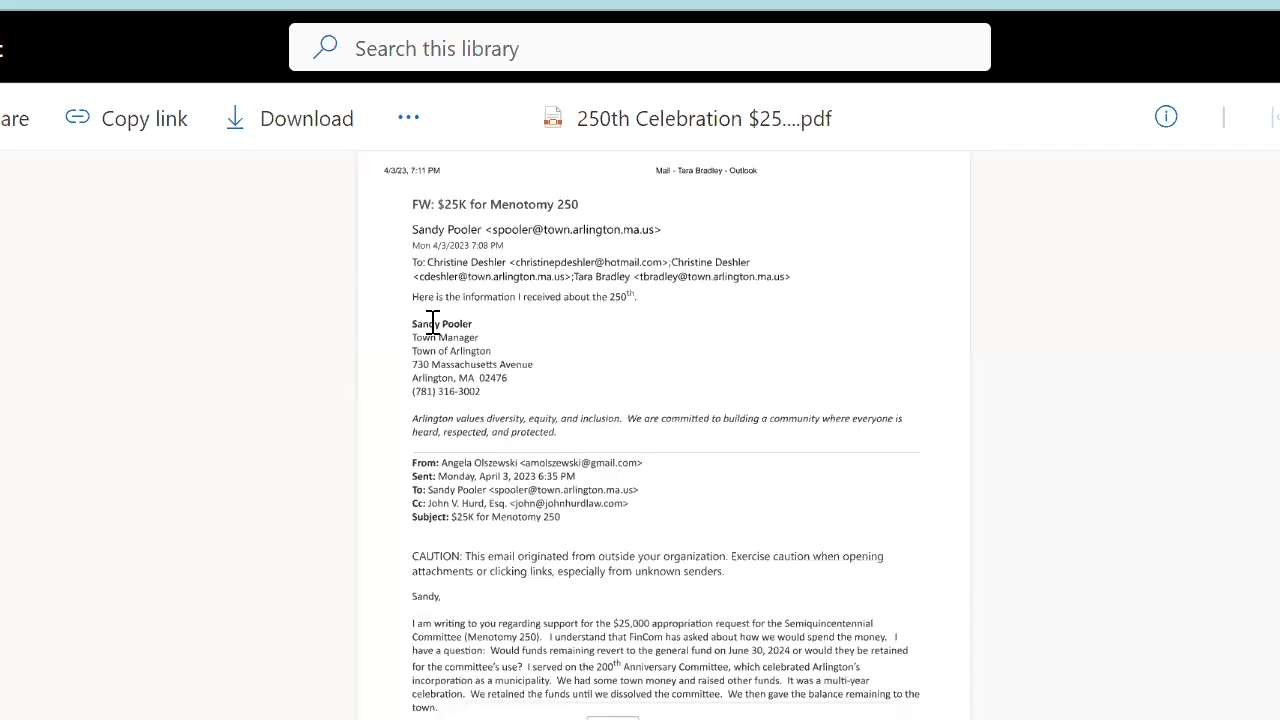 Search this library
are Copy link Download ... 250th Celebration $25....pdf
4/3/23, 7:11 PM Mail - Tara Bradley - Outlook
FW: $25K for Menotomy 250
Sandy Pooler <spooler@town.arlington.ma.us>
Mon 4/3/2023 7:08 PM
To: Christine Deshler <christinepdeshler@hotmail.com>;Christine Deshler
<cdeshler@town.arlington.ma.us>;Tara Bradley <tbradley@town.arlington.ma.us>
Here is the information I received about the 250th.
Sandy Pooler
Town Manager
Town of Arlington
730 Massachusetts Avenue
Arlington, MA 02476
(781) 316-3002
Arlington values diversity, equity, and inclusion. We are committed to building a community where everyone is
heard, respected, and protected.
From: Angela Olszewski <amolszewski@gmail.com>
Sent: Monday, April 3, 2023 6:35 PM
To: Sandy Pooler <spooler@town.arlington.ma.us>
Cc: John V. Hurd, Esq. <john@johnhurdlaw.com>
Subject: $25K for Menotomy 250
CAUTION: This email originated from outside your organization. Exercise caution when opening
attachments or clicking links, especially from unknown senders.
Sandy,
I am writing to you regarding support for the $25,000 appropriation request for the Semiquincentennial
Committee (Menotomy 250). I understand that FinCom has asked about how we would spend the money. I
have a question: Would funds remaining revert to the general fund on June 30, 2024 or would they be retained
for the committee's use? I served on the 200th Anniversary Committee, which celebrated Arlington's
incorporation as a municipality. We had some town money and raised other funds. It was a multi-year
celebration. We retained the funds until we dissolved the committee. We then gave the balance remaining to the
town.